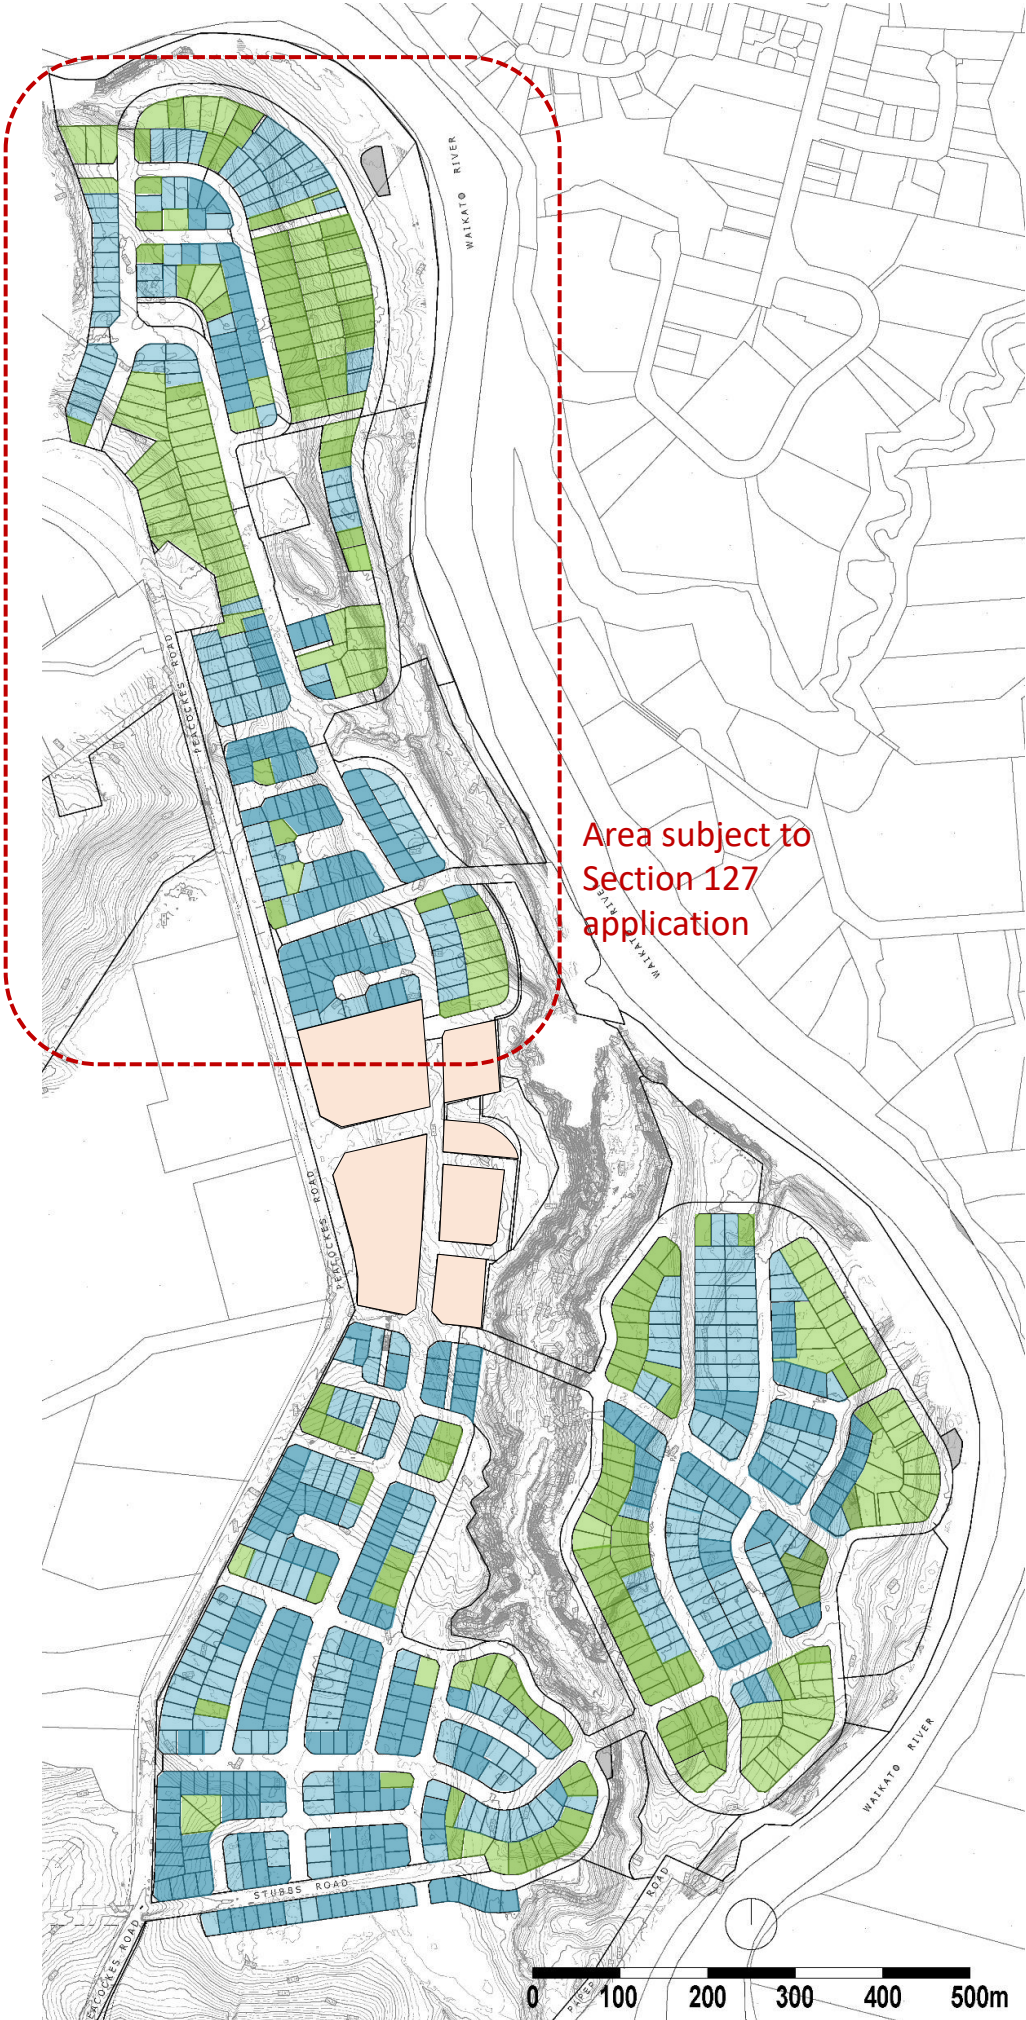 WAIKATO RIVER
PEACOCKES ROAD
Area subject to
Section 127
application
WAIKATO RIVER
PEACOCKES ROAD
WAIKATO RIVER
STUBBS ROAD
PEACOCKES ROAD
PAPER ROAD
0 100 200 300 400 500m